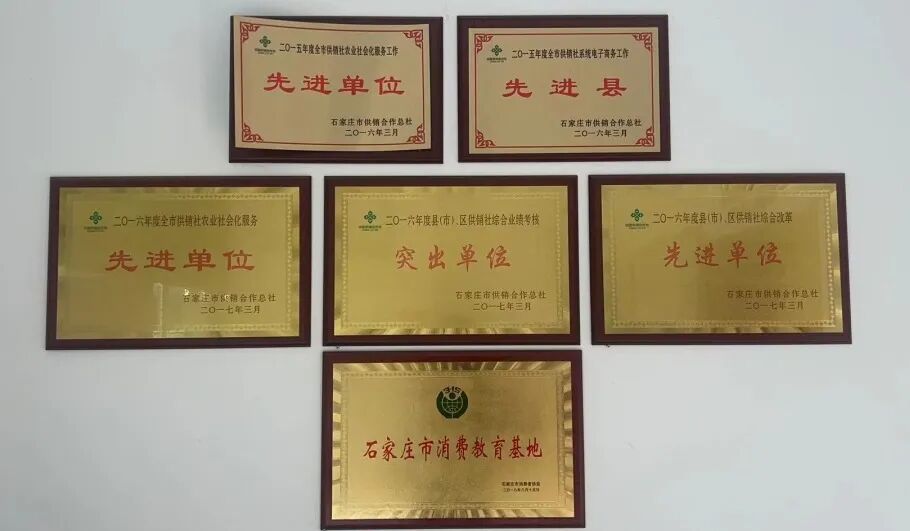 二〇一五年度全市供销社农业社会化服务工作
先进单位
石家庄市供销合作总社
二〇一六年三月
二〇一五年度全市供销社系统电子商务工作
先进县
石家庄市供销合作总社
二〇一六年三月
二〇一六年度全市供销社农业社会化服务
先进单位
石家庄市供销合作总社
二〇一七年三月
二〇一六年度县(市)、区供销社综合业绩考核
突出单位
石家庄市供销合作总社
二〇一七年三月
二〇一六年度县(市)、区供销社综合改革
先进单位
石家庄市供销合作总社
二〇一七年三月
石家庄市消费教育基地
石家庄市消费者协会